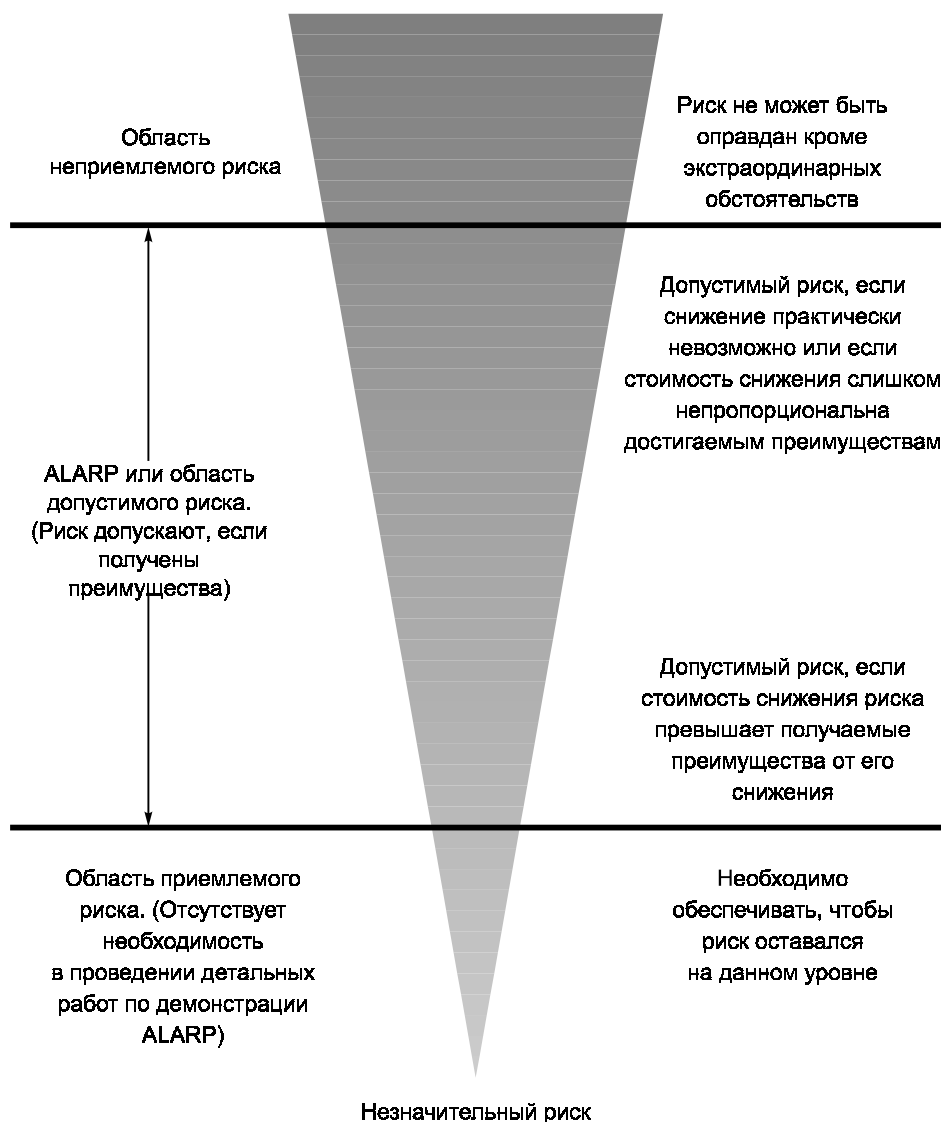 Область
неприемлемого риска
Риск не может быть
оправдан кроме
экстраординарных
обстоятельств
Допустимый риск, если
снижение практически
невозможно или если
стоимость снижения слишком
непропорциональна
достигаемым преимуществам
ALARP или область
допустимого риска.
(Риск допускают, если
получены
преимущества)
Допустимый риск, если
стоимость снижения риска
превышает получаемые
преимущества от его
снижения
Область приемлемого
риска. (Отсутствует
необходимость
в проведении детальных
работ по демонстрации
ALARP)
Необходимо
обеспечивать, чтобы
риск оставался
на данном уровне
Незначительный риск